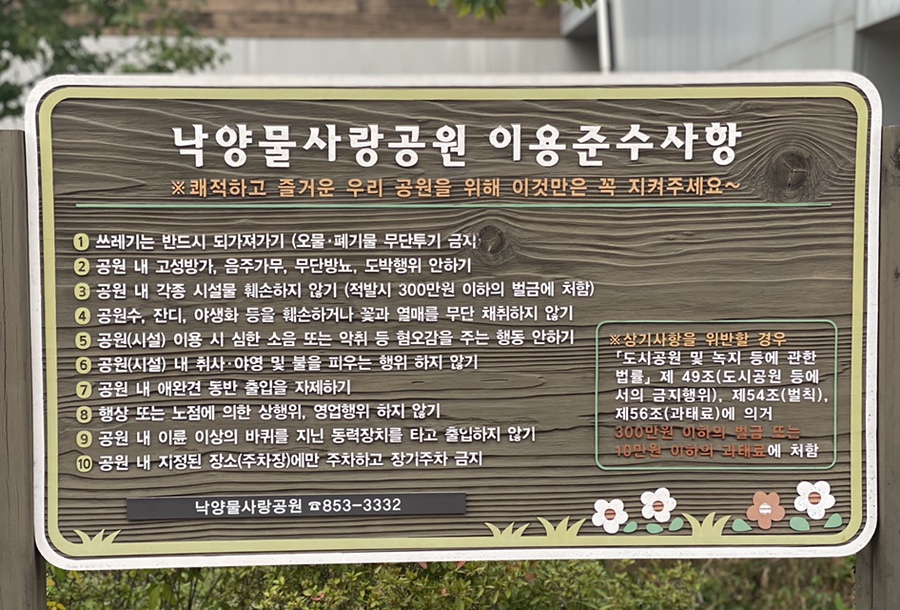 낙양물사랑공원 이용준수사항
※쾌적하고 즐거운 우리 공원을 위해 이것만은 꼭 지켜주세요~
1 쓰레기는 반드시 되가져가기 (오물·폐기물 무단투기 금지)
2 공원 내 고성방가, 음주가무, 무단방뇨, 도박행위 안하기
3 공원 내 각종 시설물 훼손하지 않기 (적발시 300만원 이하의 벌금에 처함)
4 공원수, 잔디, 야생화 등을 훼손하거나 꽃과 열매를 무단 채취하지 않기
5 공원(시설) 이용 시 심한 소음 또는 악취 등 혐오감을 주는 행동 안하기
6 공원(시설) 내 취사·야영 및 불을 피우는 행위 하지 않기
7 공원 내 애완견 동반 출입을 자제하기
8 행상 또는 노점에 의한 상행위, 영업행위 하지 않기
9 공원 내 이륜 이상의 바퀴를 지닌 동력장치를 타고 출입하지 않기
10 공원 내 지정된 장소(주차장)에만 주차하고 장기주차 금지
※상기사항을 위반할 경우
「도시공원 및 녹지 등에 관한
법률」 제 49조(도시공원 등에
서의 금지행위), 제54조(벌칙),
제56조(과태료)에 의거
300만원 이하의 벌금 또는
10만원 이하의 과태료에 처함
낙양물사랑공원 ☎853-3332